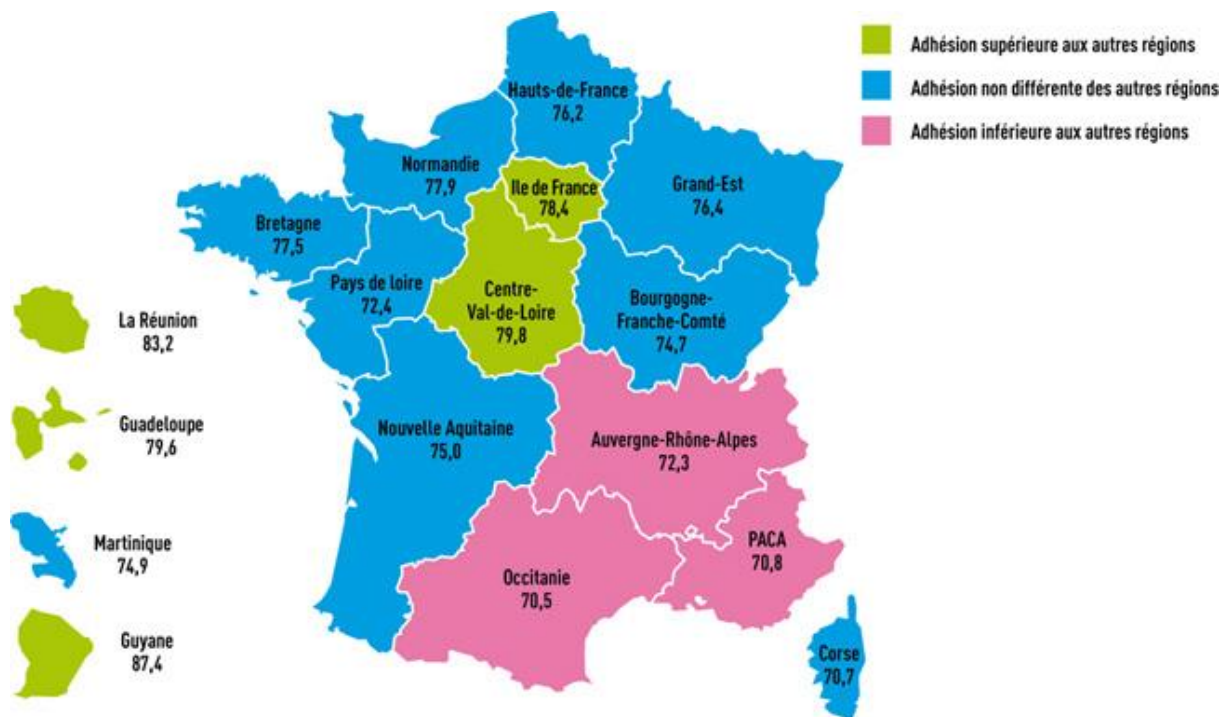 Adhésion supérieure aux autres régions
Adhésion non différente des autres régions
Adhésion inférieure aux autres régions
Hauts-de-France
76,2
Normandie
77,9
Ile de France
78,4
Grand-Est
76,4
Bretagne
77,5
Pays de loire
72,4
Centre-
Val-de-Loire
79,8
Bourgogne-
Franche-Comté
74,7
La Réunion
83,2
Guadeloupe
79,6
Nouvelle Aquitaine
75,0
Auvergne-Rhône-Alpes
72,3
Martinique
74,9
Occitanie
70,5
PACA
70,8
Guyane
87,4
Corse
70,7